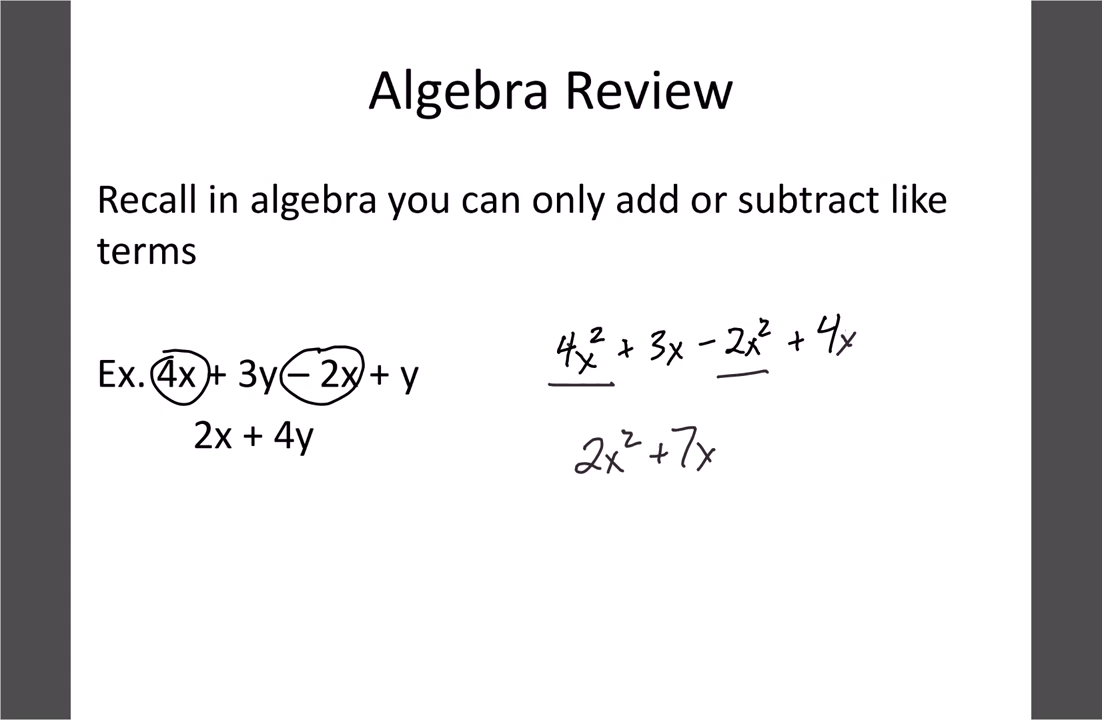 Algebra Review
Recall in algebra you can only add or subtract like
terms
Ex. 4x + 3y – 2x + y
2x + 4y
4x² + 3x - 2x² + 4x
2x² + 7x